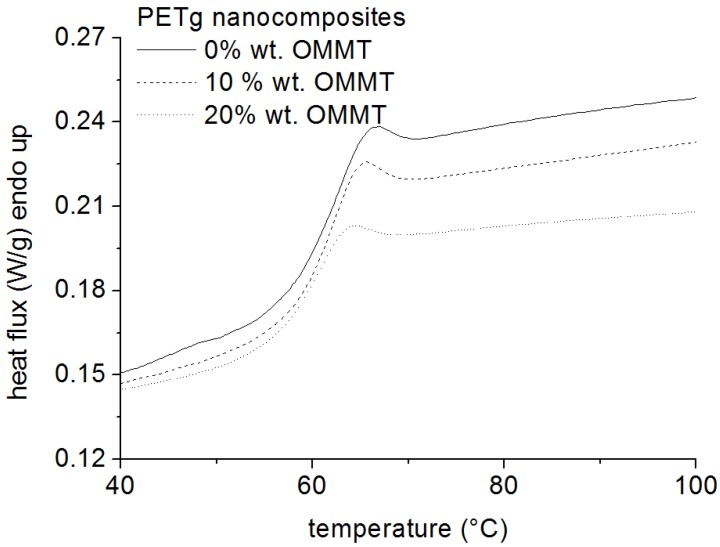 PETg nanocomposites
0% wt. OMMT
10 % wt. OMMT
20% wt. OMMT
0.27
0.24
0.21
0.18
0.15
0.12
heat flux (W/g) endo up
40
60
80
100
temperature (°C)